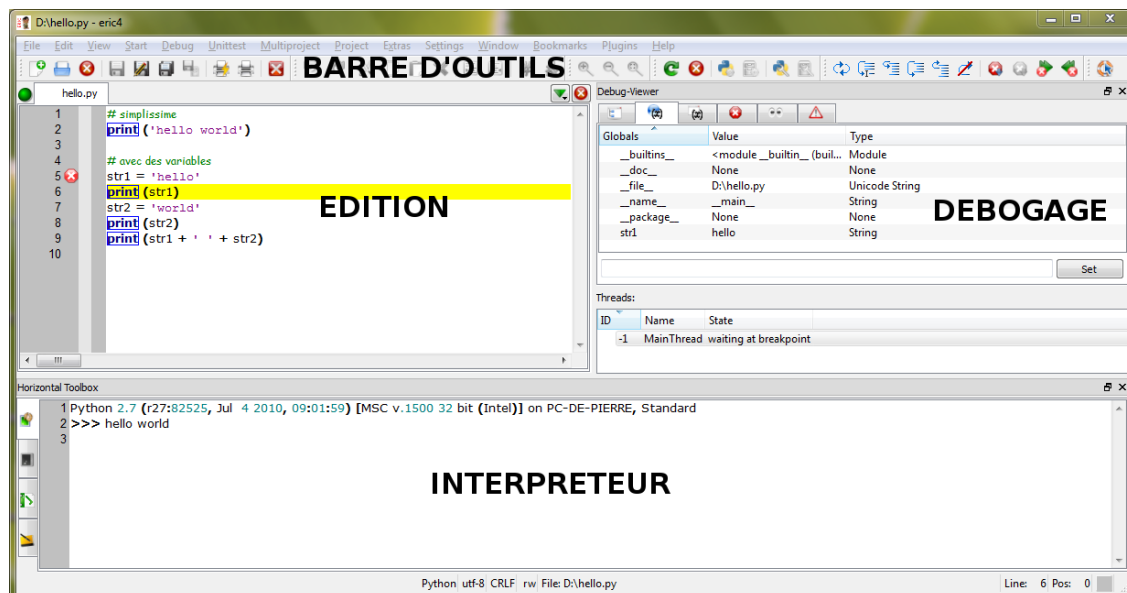 D:\hello.py - eric4
File Edit View Start Debug Unittest Multiproject Project Extras Settings Window Bookmarks Plugins Help
BARRE D'OUTILS
hello.py
1 # simplissime
2 print ('hello world')
3
4 # avec des variables
5 str1 = 'hello'
6 print (str1)
7 str2 = 'world'
8 print (str2)
9 print (str1 + ' ' + str2)
10
EDITION
Debug-Viewer
Globals Value Type
__builtins__ <module __builtin__ (buil... Module
__doc__ None None
__file__ D:\hello.py Unicode String
__name__ __main__ String
__package__ None None
str1 hello String
DEBOGAGE
Set
Threads:
ID Name State
-1 MainThread waiting at breakpoint
Horizontal Toolbox
1 Python 2.7 (r27:82525, Jul 4 2010, 09:01:59) [MSC v.1500 32 bit (Intel)] on PC-DE-PIERRE, Standard
2 >>> hello world
3
INTERPRETEUR
Python utf-8 CRLF rw File: D:\hello.py Line: 6 Pos: 0